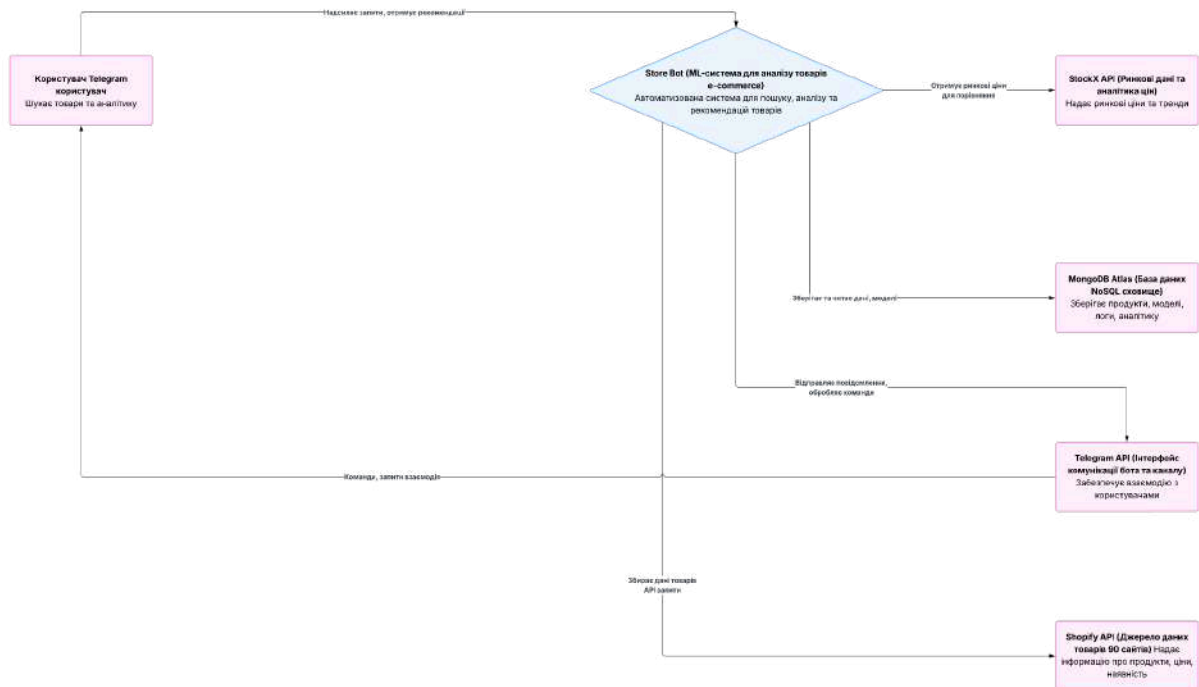 Надсилає запити, отримує рекомендації
Користувач Telegram
користувач
Шукає товари та аналітику
Store Bot (ML-система для аналізу товарів
e-commerce)
Автоматизована система для пошуку, аналізу та
рекомендацій товарів
Отримує ринкові ціни
для порівняння
StockX API (Ринкові дані та
аналітика цін)
Надає ринкові ціни та тренди
Зберігає та читає дані, моделі
MongoDB Atlas (База даних
NoSQL сховище)
Зберігає продукти, моделі,
логи, аналітику
Відправляє повідомлення,
обробляє команди
Telegram API (Інтерфейс
комунікації бота та каналу)
Забезпечує взаємодію з
користувачами
Команди, запити взаємодія
Збирає дані товарів
API запити
Shopify API (Джерело даних
товарів 90 сайтів) Надає
інформацію про продукти, ціни,
наявність